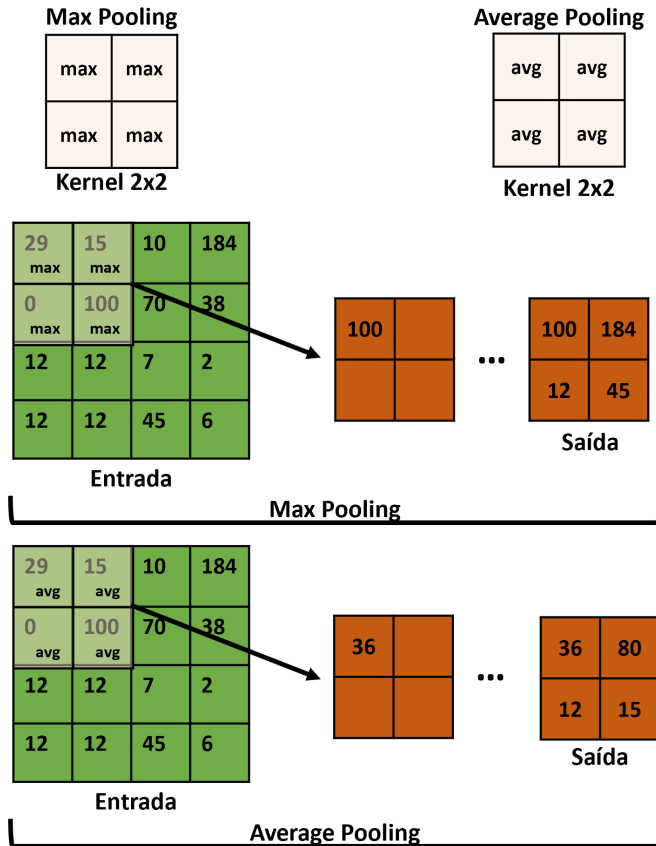 Max Pooling Average Pooling
max max avg avg
max max avg avg
Kernel 2x2 Kernel 2x2
29 15 10 184
max max
0 100 70 38
max max
12 12 7 2
12 12 45 6
Entrada
100
...
100 184
12 45
Saída
Max Pooling
29 15 10 184
avg avg
0 100 70 38
avg avg
12 12 7 2
12 12 45 6
Entrada
36
...
36 80
12 15
Saída
Average Pooling